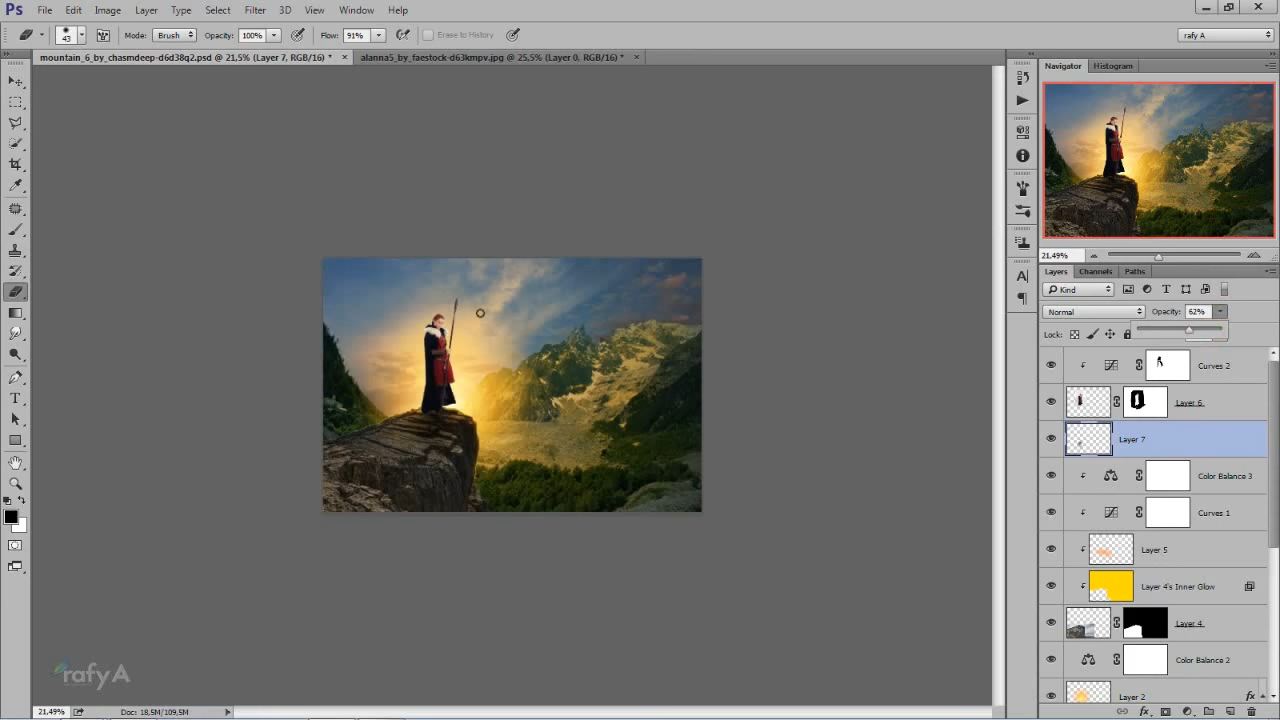 Ps File Edit Image Layer Type Select Filter 3D View Window Help
43 Mode: Brush Opacity: 100% Flow: 91% Erase to History rafy A
mountain_6_by_chasmdeep-d6d38q2.psd @ 21,5% (Layer 7, RGB/16) * × alanna5_by_faestock-d63kmpv.jpg @ 25,5% (Layer 0, RGB/16) * ×
Navigator Histogram
21,49%
Layers Channels Paths
Kind
Normal Opacity: 62%
Lock:
Curves 2
Layer 6
Layer 7
Color Balance 3
Curves 1
Layer 5
Layer 4's Inner Glow
Layer 4
Color Balance 2
Layer 2 fx
rafy A
21,49% Doc: 18,5M/109,5M
fx